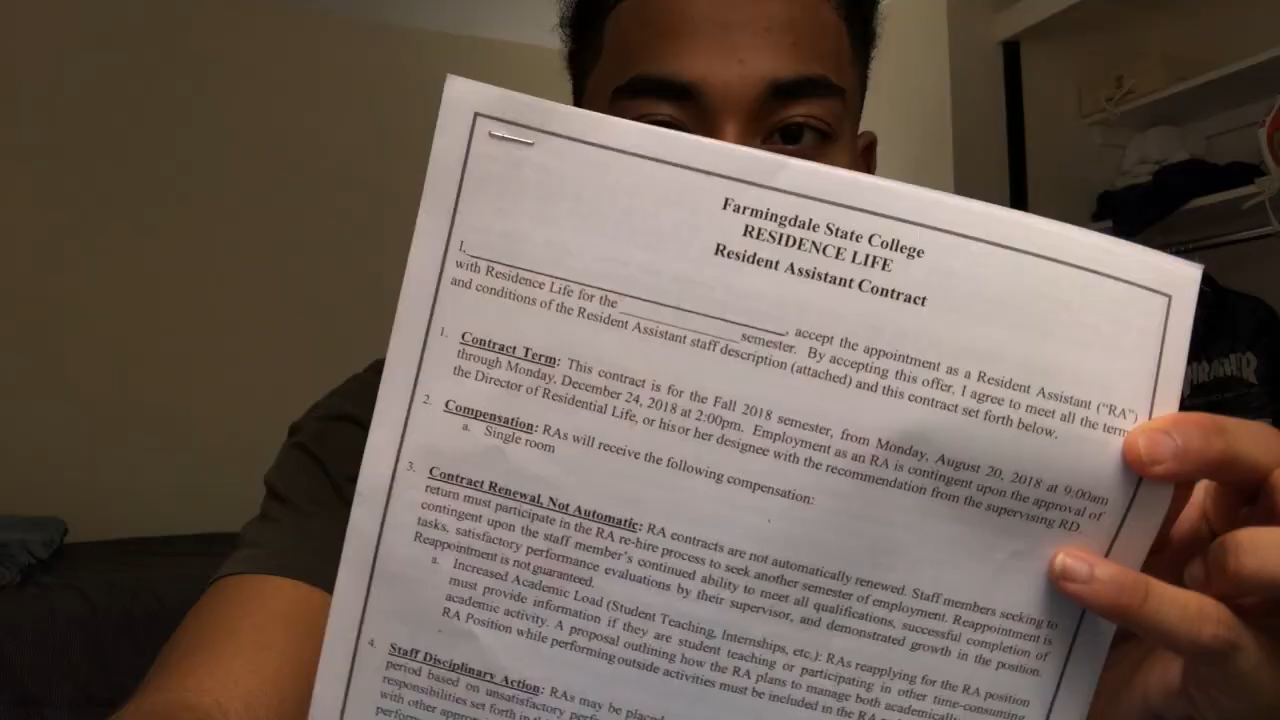 Farmingdale State College
RESIDENCE LIFE
Resident Assistant Contract
I,____________________, accept the appointment as a Resident Assistant ("RA")
with Residence Life for the ____________ semester. By accepting this offer, I agree to meet all the term
and conditions of the Resident Assistant staff description (attached) and this contract set forth below.
1. Contract Term: This contract is for the Fall 2018 semester, from Monday, August 20, 2018 at 9:00am
through Monday, December 24, 2018 at 2:00pm. Employment as an RA is contingent upon the approval of
the Director of Residential Life, or his or her designee with the recommendation from the supervising RD.
2. Compensation: RAs will receive the following compensation:
a. Single room
3. Contract Renewal, Not Automatic: RA contracts are not automatically renewed. Staff members seeking to
return must participate in the RA re-hire process to seek another semester of employment. Reappointment is
contingent upon the staff member's continued ability to meet all qualifications, successful completion of
tasks, satisfactory performance evaluations by their supervisor, and demonstrated growth in the position.
Reappointment is not guaranteed.
a. Increased Academic Load (Student Teaching, Internships, etc.): RAs reapplying for the RA position
must provide information if they are student teaching or participating in other time-consuming
academic activity. A proposal outlining how the RA plans to manage both academically
RA Position while performing outside activities must be included in the RA
4. Staff Disciplinary Action: RAs may be placed
period based on unsatisfactory
responsibilities set forth in
with other
THRASHER